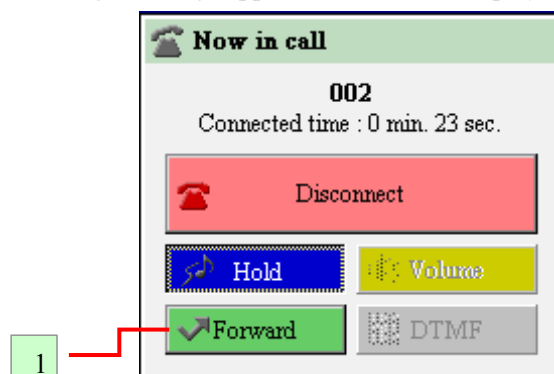 Now in call
002
Connected time : 0 min. 23 sec.
Disconnect
Hold Volume
Forward DTMF
1